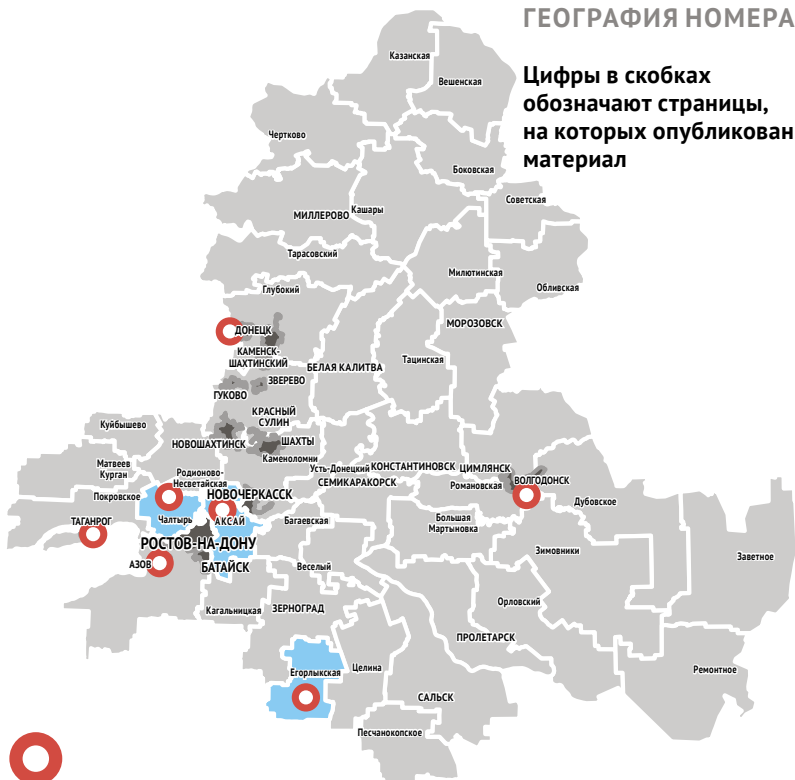 ГЕОГРАФИЯ НОМЕРА
Цифры в скобках
обозначают страницы,
на которых опубликован
материал
Казанская
Вешенская
Чертково
Боковская
Советская
МИЛЛЕРОВО
Кашары
Тарасовский
Милютинская
Обливская
Глубокий
ДОНЕЦК
МОРОЗОВСК
КАМЕНСК-
ШАХТИНСКИЙ
БЕЛАЯ КАЛИТВА
Тацинская
ЗВЕРЕВО
ГУКОВО
КРАСНЫЙ
СУЛИН
Куйбышево
НОВОШАХТИНСК
ШАХТЫ
Каменоломни
Матвеев
Курган
Родионово-
Несветайская
Усть-Донецкий
КОНСТАНТИНОВСК
ЦИМЛЯНСК
СЕМИКАРАКОРСК
Романовская
ВОЛГОДОНСК
Покровское
НОВОЧЕРКАССК
Дубовское
ТАГАНРОГ
Чалтырь
АКСАЙ
Багаевская
Большая
Мартыновка
РОСТОВ-НА-ДОНУ
Зимовники
Заветное
АЗОВ
БАТАЙСК
Веселый
Кагальницкая
ЗЕРНОГРАД
Орловский
ПРОЛЕТАРСК
Егорлыкская
Целина
Ремонтное
САЛЬСК
Песчанокопское